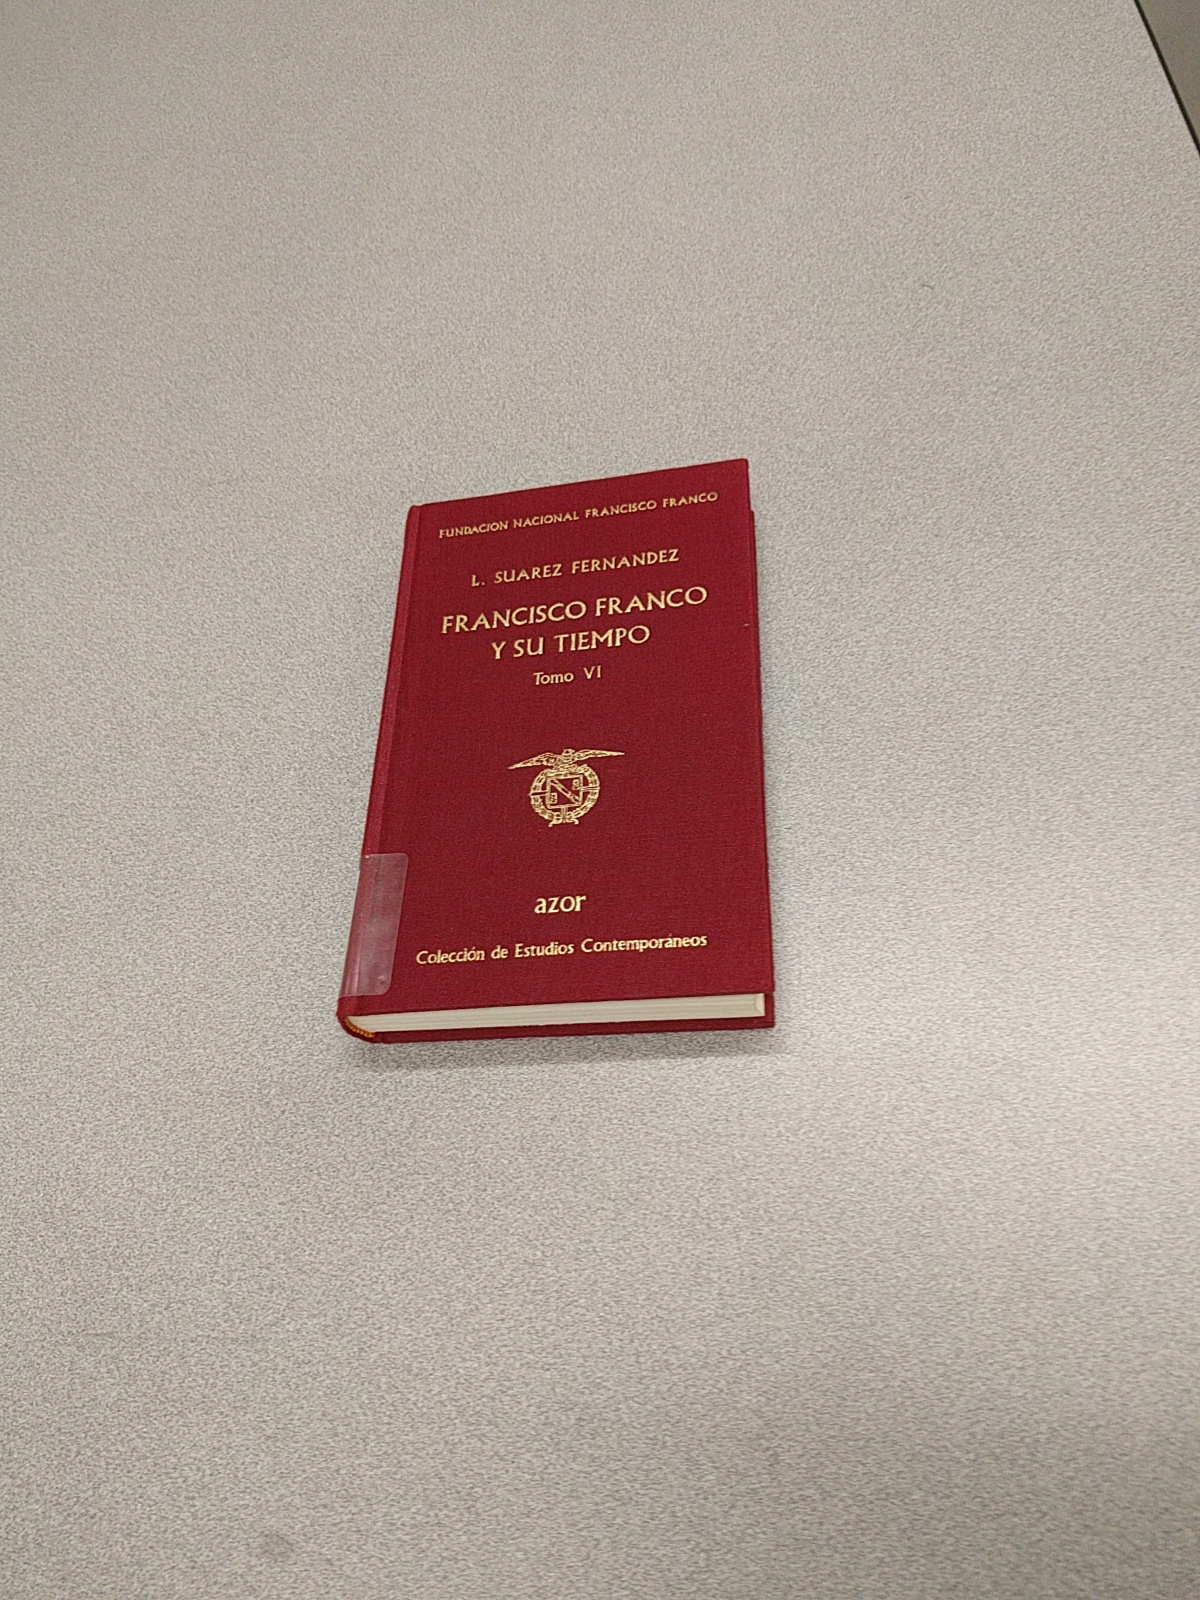 FUNDACION NACIONAL FRANCISCO FRANCO
L. SUAREZ FERNANDEZ
FRANCISCO FRANCO
Y SU TIEMPO
Tomo VI
azor
Colección de Estudios Contemporáneos